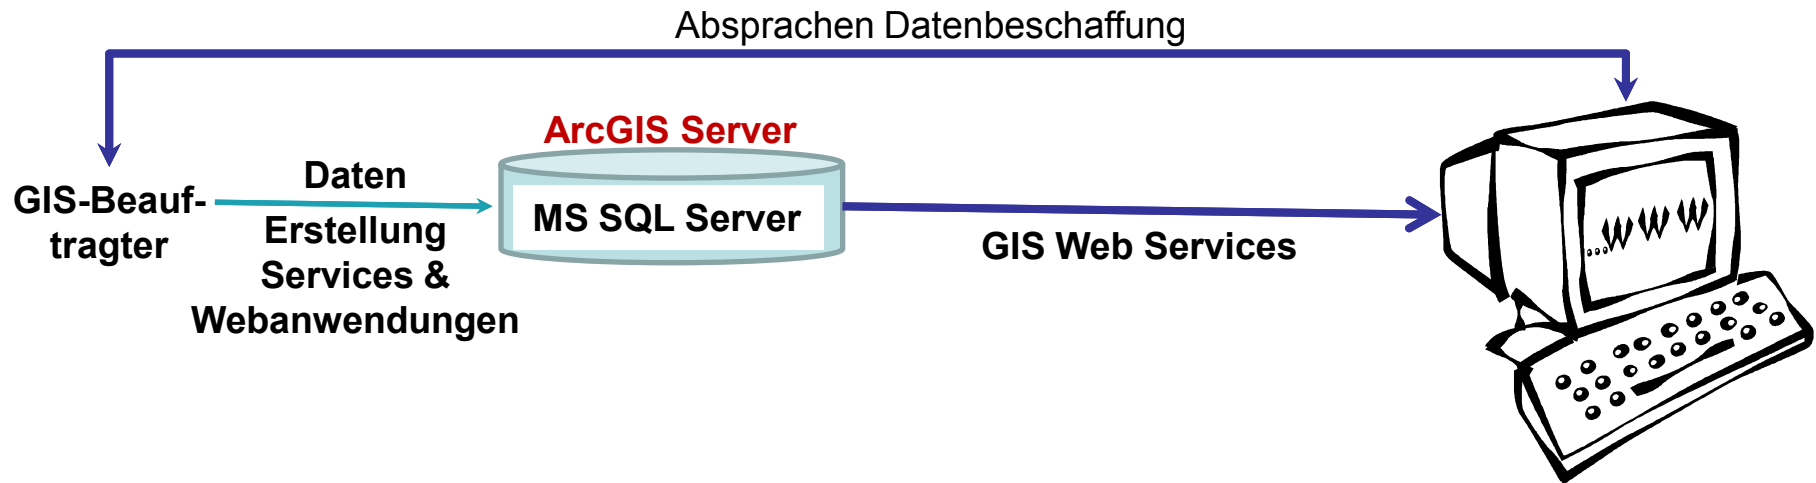 Absprachen Datenbeschaffung
ArcGIS Server
GIS-Beauf-
tragter
Daten
Erstellung
Services &
Webanwendungen
MS SQL Server
GIS Web Services
...WWW